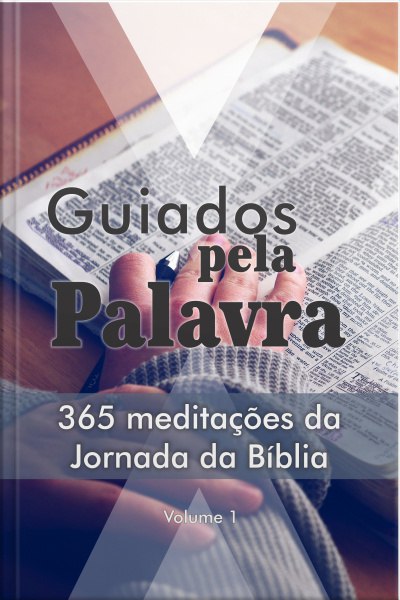 Guiados
pela
Palavra
365 meditações da
Jornada da Bíblia
Volume 1